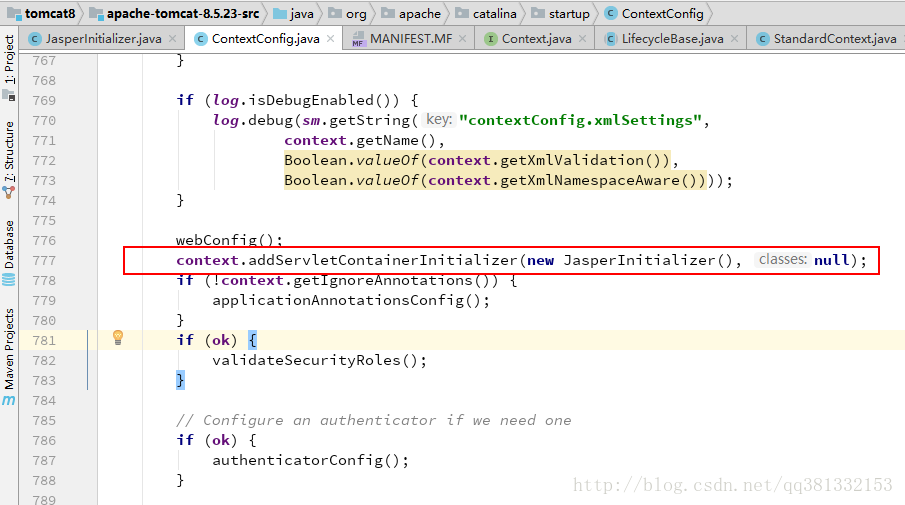 tomcat8 apache-tomcat-8.5.23-src java org apache catalina startup ContextConfig
JasperInitializer.java ContextConfig.java MANIFEST.MF Context.java LifecycleBase.java StandardContext.java
1: Project
7: Structure
Database
Maven Projects
767 }
768
769 if (log.isDebugEnabled()) {
770 log.debug(sm.getString( key: "contextConfig.xmlSettings",
771 context.getName(),
772 Boolean.valueOf(context.getXmlValidation()),
773 Boolean.valueOf(context.getXmlNamespaceAware())));
774 }
775
776 webConfig();
777 context.addServletContainerInitializer(new JasperInitializer(), classes: null);
778 if (!context.getIgnoreAnnotations()) {
779 applicationAnnotationsConfig();
780 }
781 if (ok) {
782 validateSecurityRoles();
783 }
784
785 // Configure an authenticator if we need one
786 if (ok) {
787 authenticatorConfig();
788 }
789
http://blog.csdn.net/qq381332153